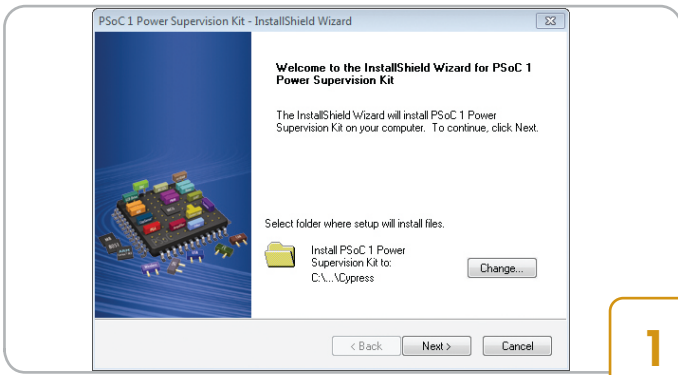 PSoC 1 Power Supervision Kit - InstallShield Wizard
Welcome to the InstallShield Wizard for PSoC 1
Power Supervision Kit
The InstallShield Wizard will install PSoC 1 Power
Supervision Kit on your computer. To continue, click Next.
Select folder where setup will install files.
Install PSoC 1 Power
Supervision Kit to:
C:\...\Cypress
Change...
< Back
Next >
Cancel
1